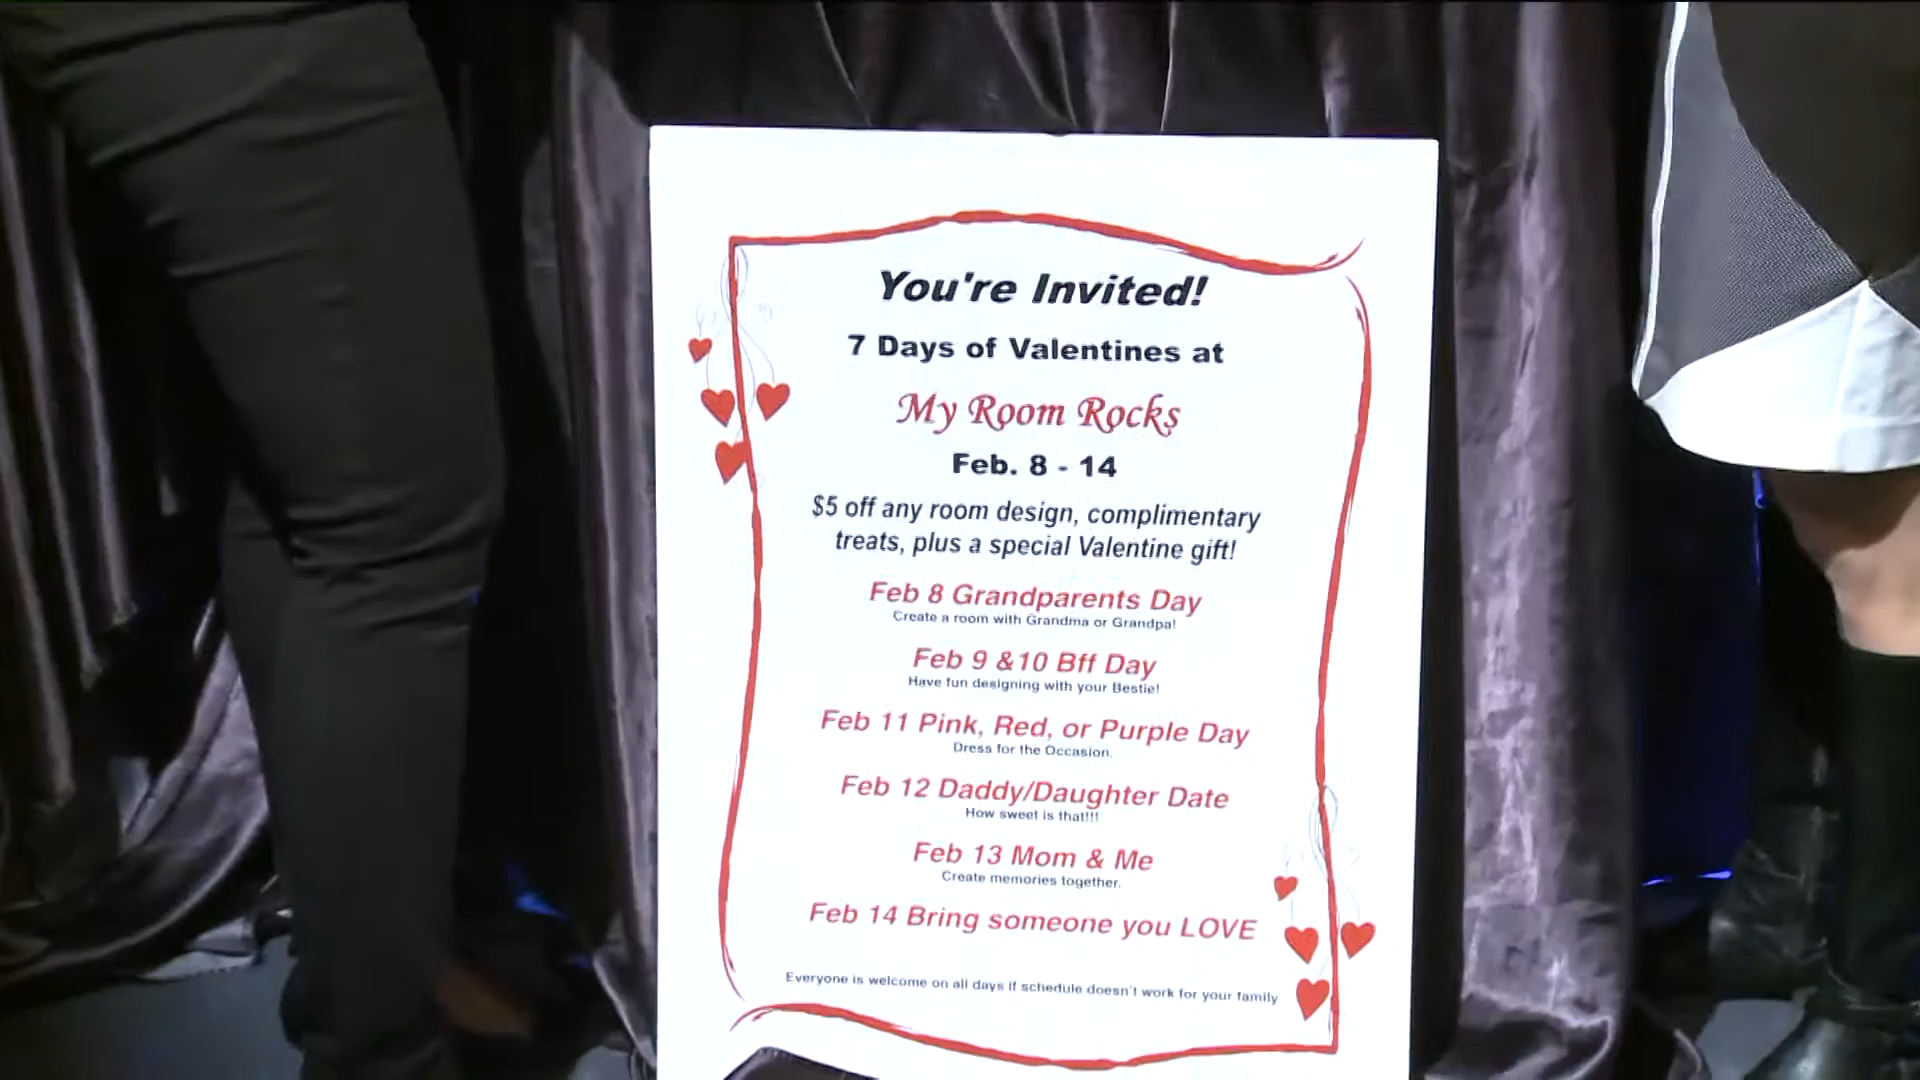 You're Invited!
7 Days of Valentines at
My Room Rocks
Feb. 8 - 14
$5 off any room design, complimentary
treats, plus a special Valentine gift!
Feb 8 Grandparents Day
Create a room with Grandma or Grandpa!
Feb 9 &10 Bff Day
Have fun designing with your Bestie!
Feb 11 Pink, Red, or Purple Day
Dress for the Occasion.
Feb 12 Daddy/Daughter Date
How sweet is that!!!
Feb 13 Mom & Me
Create memories together.
Feb 14 Bring someone you LOVE
Everyone is welcome on all days if schedule doesn't work for your family